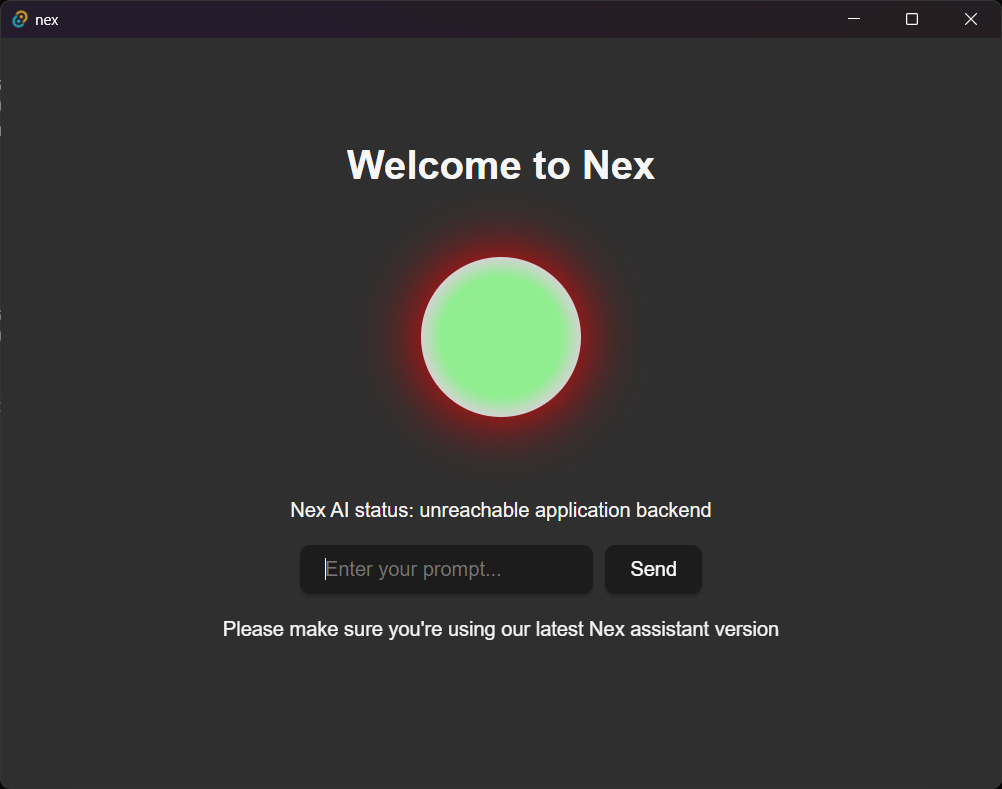 nex
Welcome to Nex
Nex AI status: unreachable application backend
Enter your prompt...
Send
Please make sure you're using our latest Nex assistant version